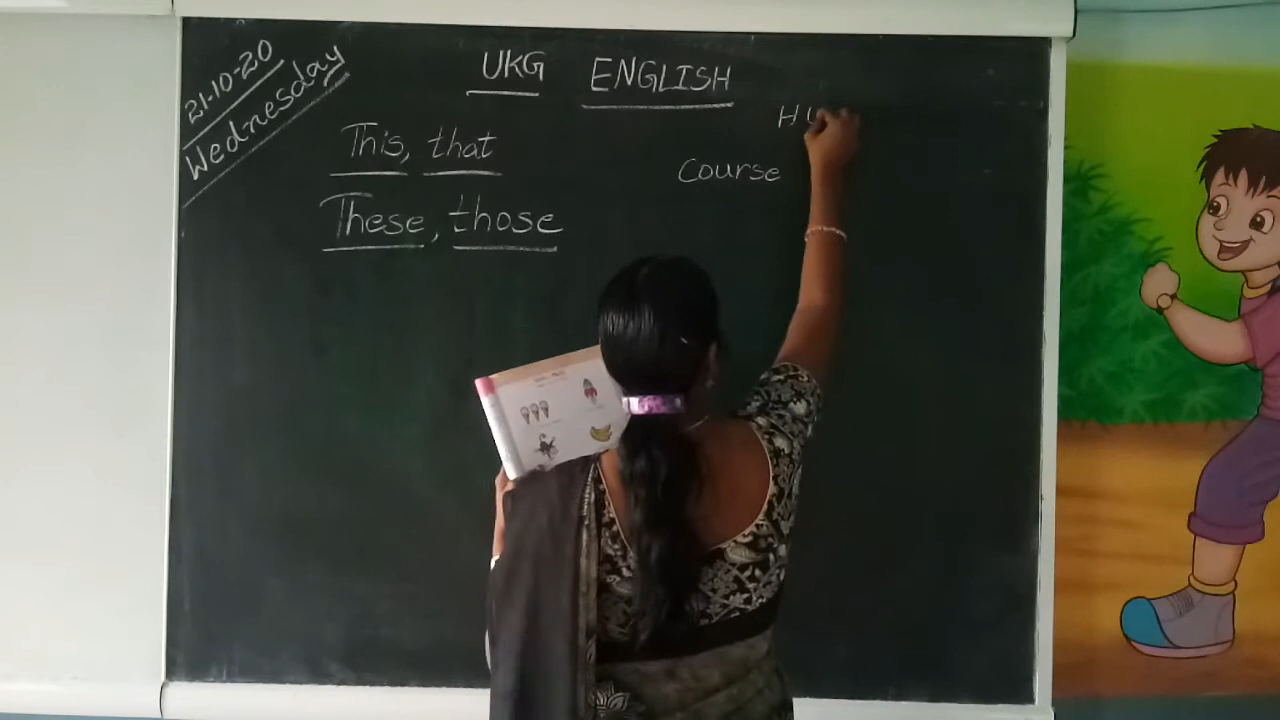 21-10-20
Wednesday
UKG ENGLISH
This, that
These, those
H
Course